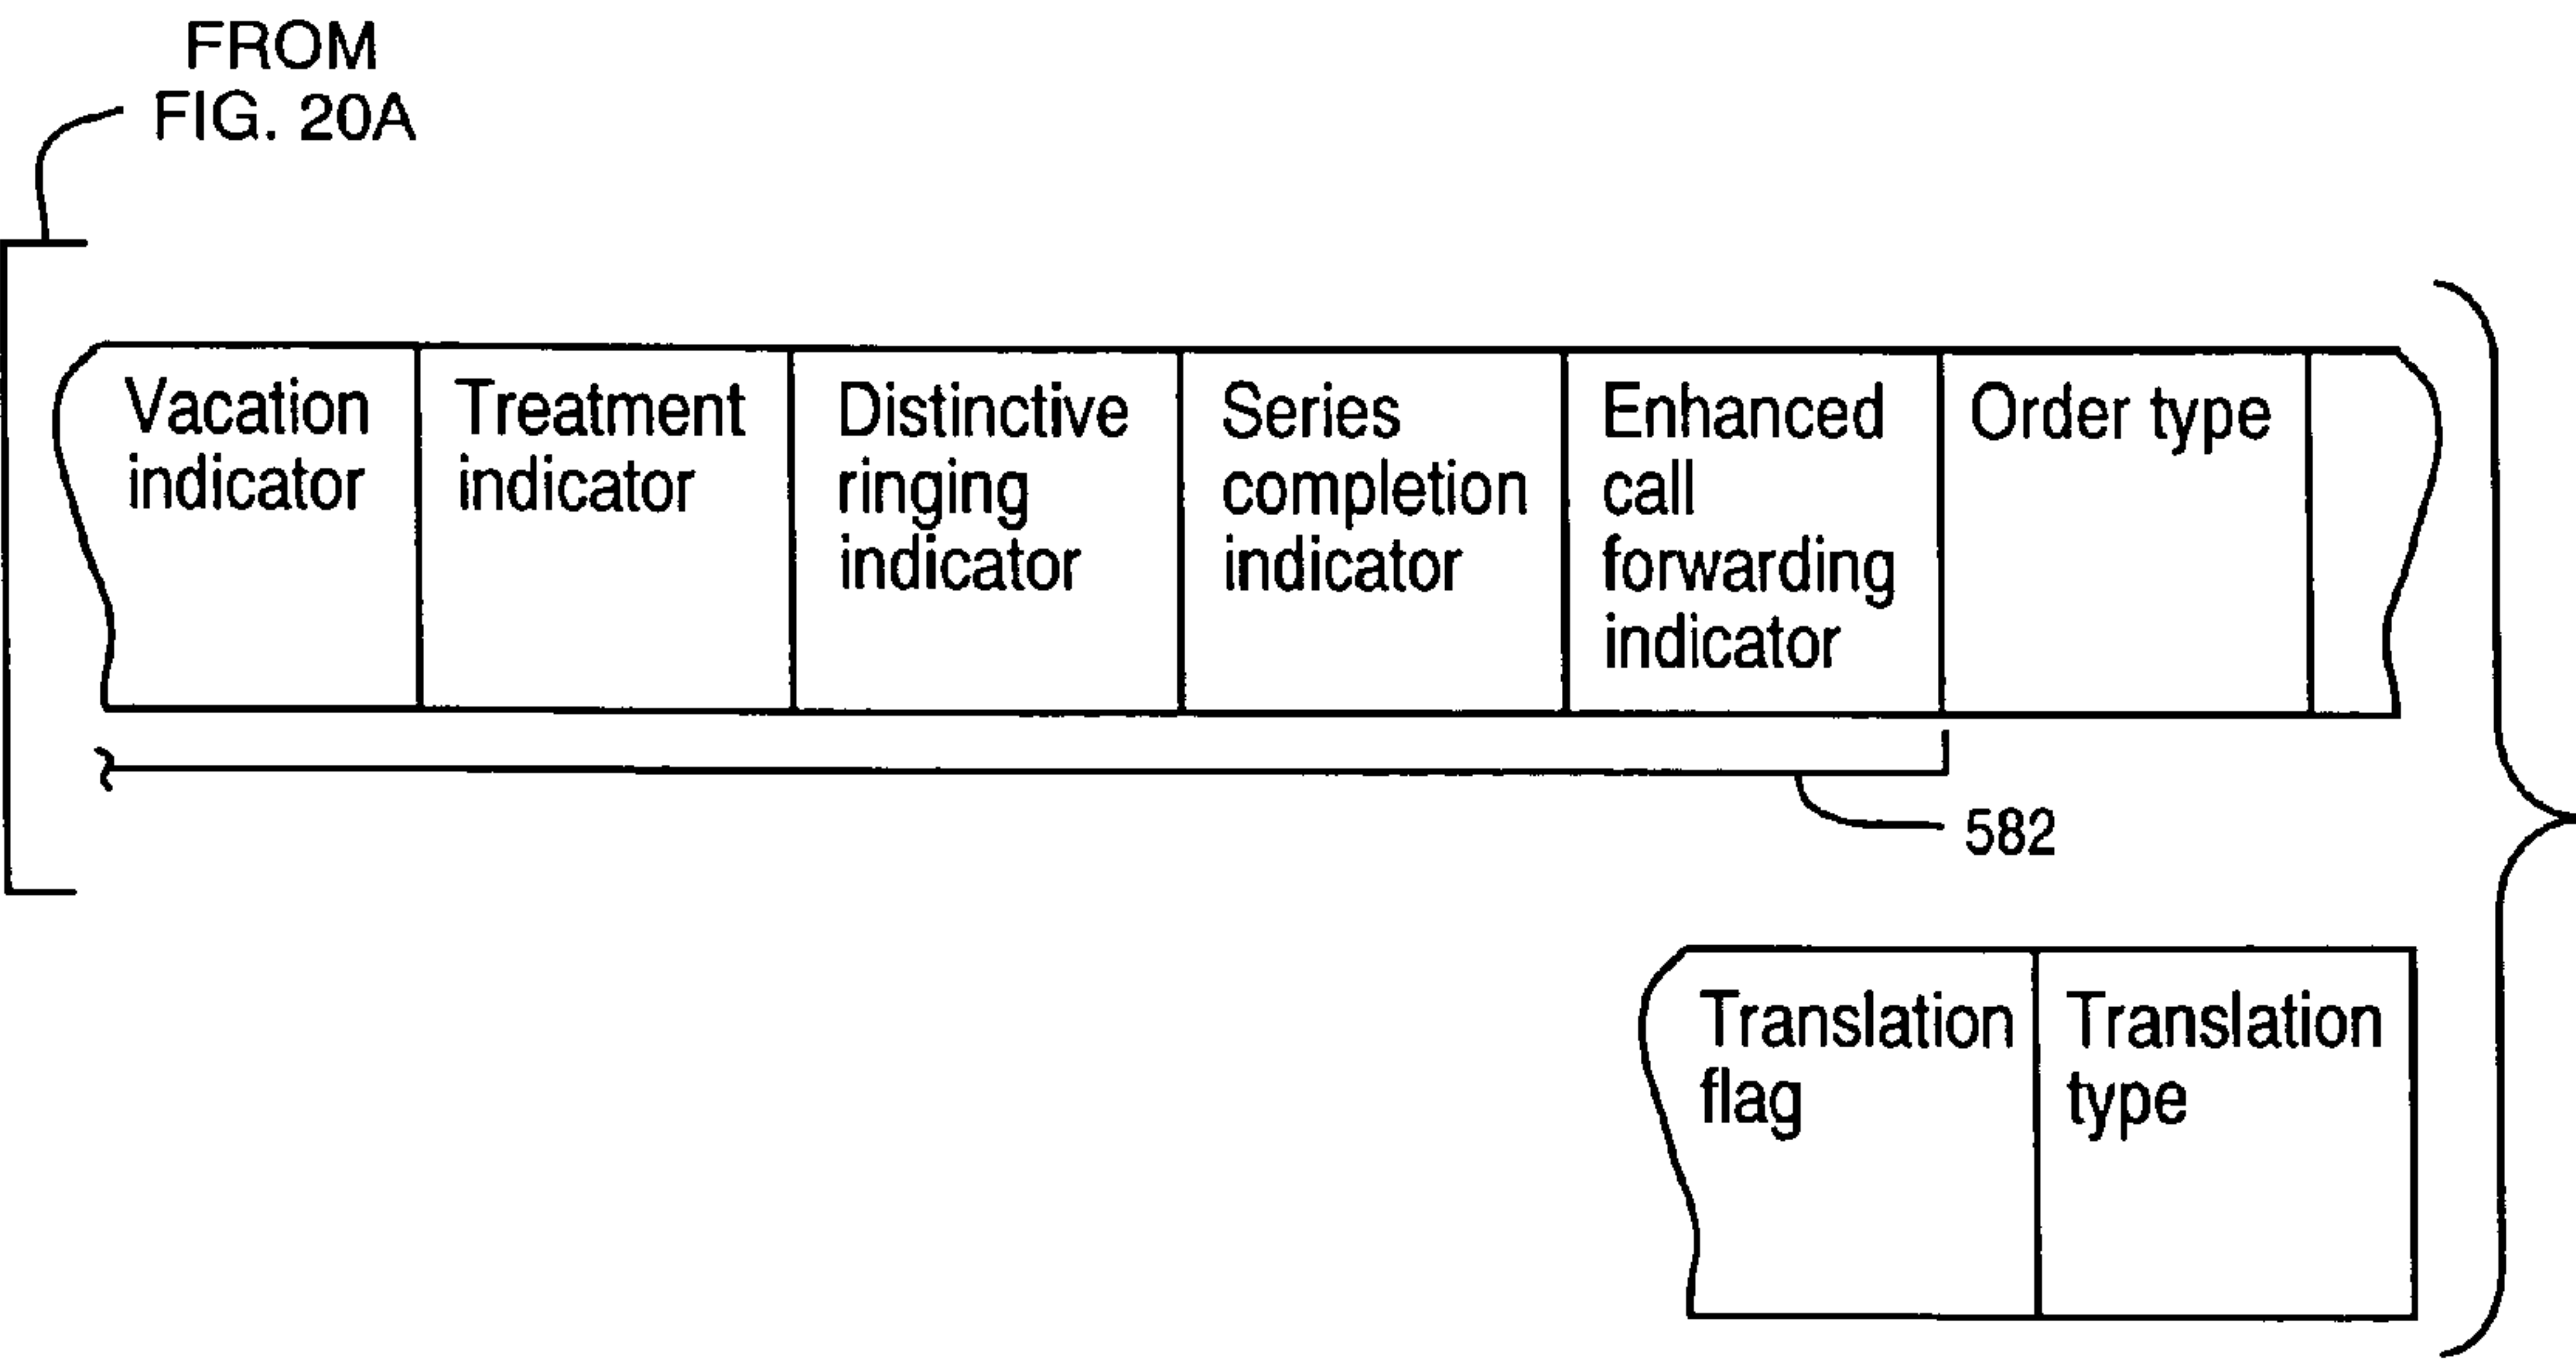 FROM
FIG. 20A
Vacation
indicator
Treatment
indicator
Distinctive
ringing
indicator
Series
completion
indicator
Enhanced
call
forwarding
indicator
Order type
582
Translation
flag
Translation
type